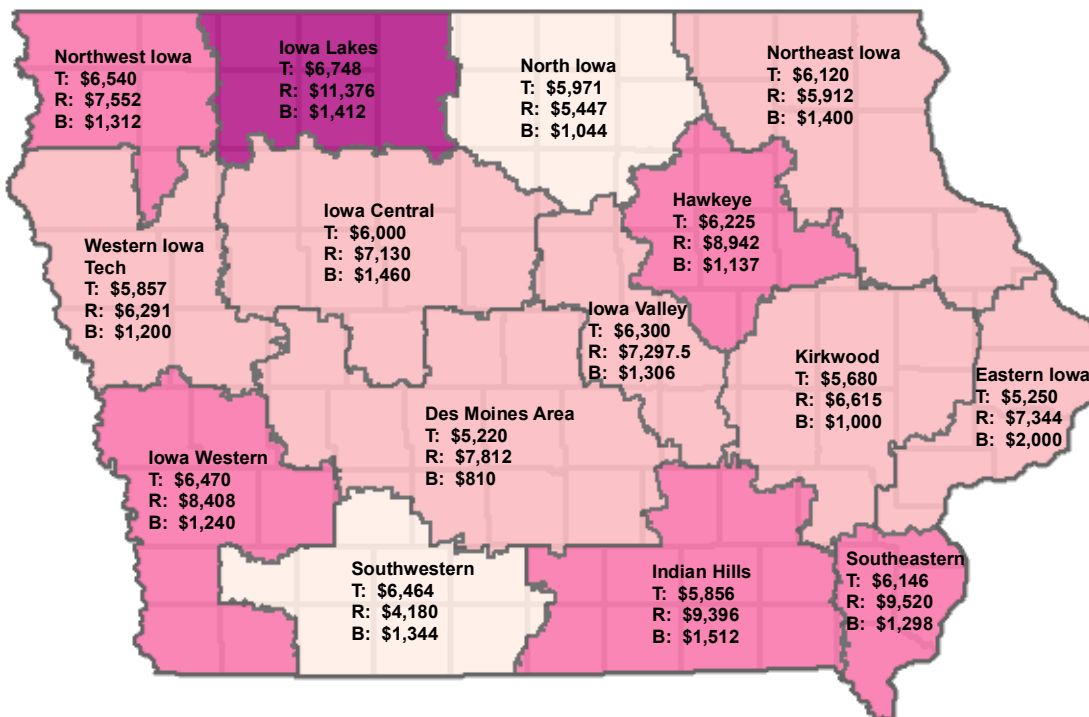 Northwest Iowa
T: $6,540
R: $7,552
B: $1,312
Iowa Lakes
T: $6,748
R: $11,376
B: $1,412
North Iowa
T: $5,971
R: $5,447
B: $1,044
Northeast Iowa
T: $6,120
R: $5,912
B: $1,400
Western Iowa
Tech
T: $5,857
R: $6,291
B: $1,200
Iowa Central
T: $6,000
R: $7,130
B: $1,460
Hawkeye
T: $6,225
R: $8,942
B: $1,137
Iowa Valley
T: $6,300
R: $7,297.5
B: $1,306
Kirkwood
T: $5,680
R: $6,615
B: $1,000
Eastern Iowa
T: $5,250
R: $7,344
B: $2,000
Des Moines Area
T: $5,220
R: $7,812
B: $810
Iowa Western
T: $6,470
R: $8,408
B: $1,240
Southwestern
T: $6,464
R: $4,180
B: $1,344
Indian Hills
T: $5,856
R: $9,396
B: $1,512
Southeastern
T: $6,146
R: $9,520
B: $1,298